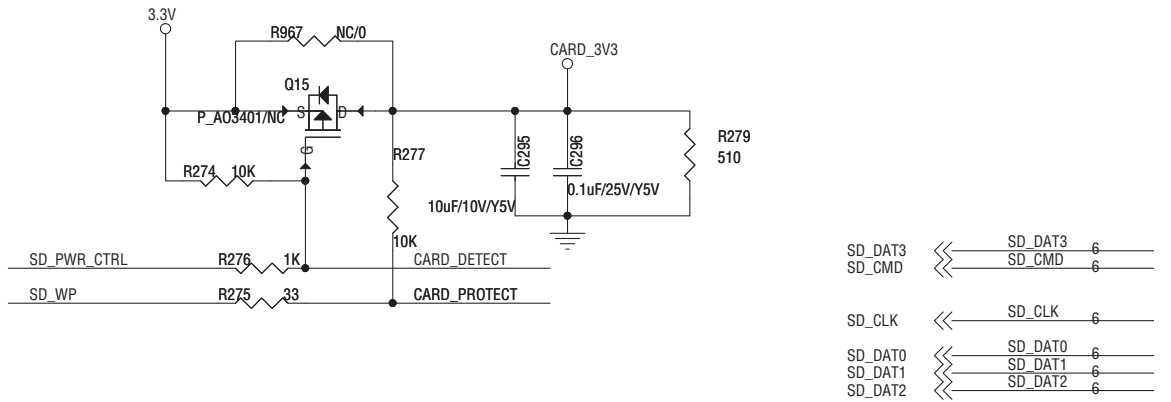 3.3V
R967 NC/0
CARD_3V3
Q15
P_AO3401/NC
S D
G
R277
C295
C296
R279
510
R274 10K
0.1uF/25V/Y5V
10uF/10V/Y5V
10K
SD_PWR_CTRL R276 1K CARD_DETECT
SD_WP R275 33 CARD_PROTECT
SD_DAT3 SD_DAT3 6
SD_CMD SD_CMD 6
SD_CLK SD_CLK 6
SD_DAT0 SD_DAT0 6
SD_DAT1 SD_DAT1 6
SD_DAT2 SD_DAT2 6